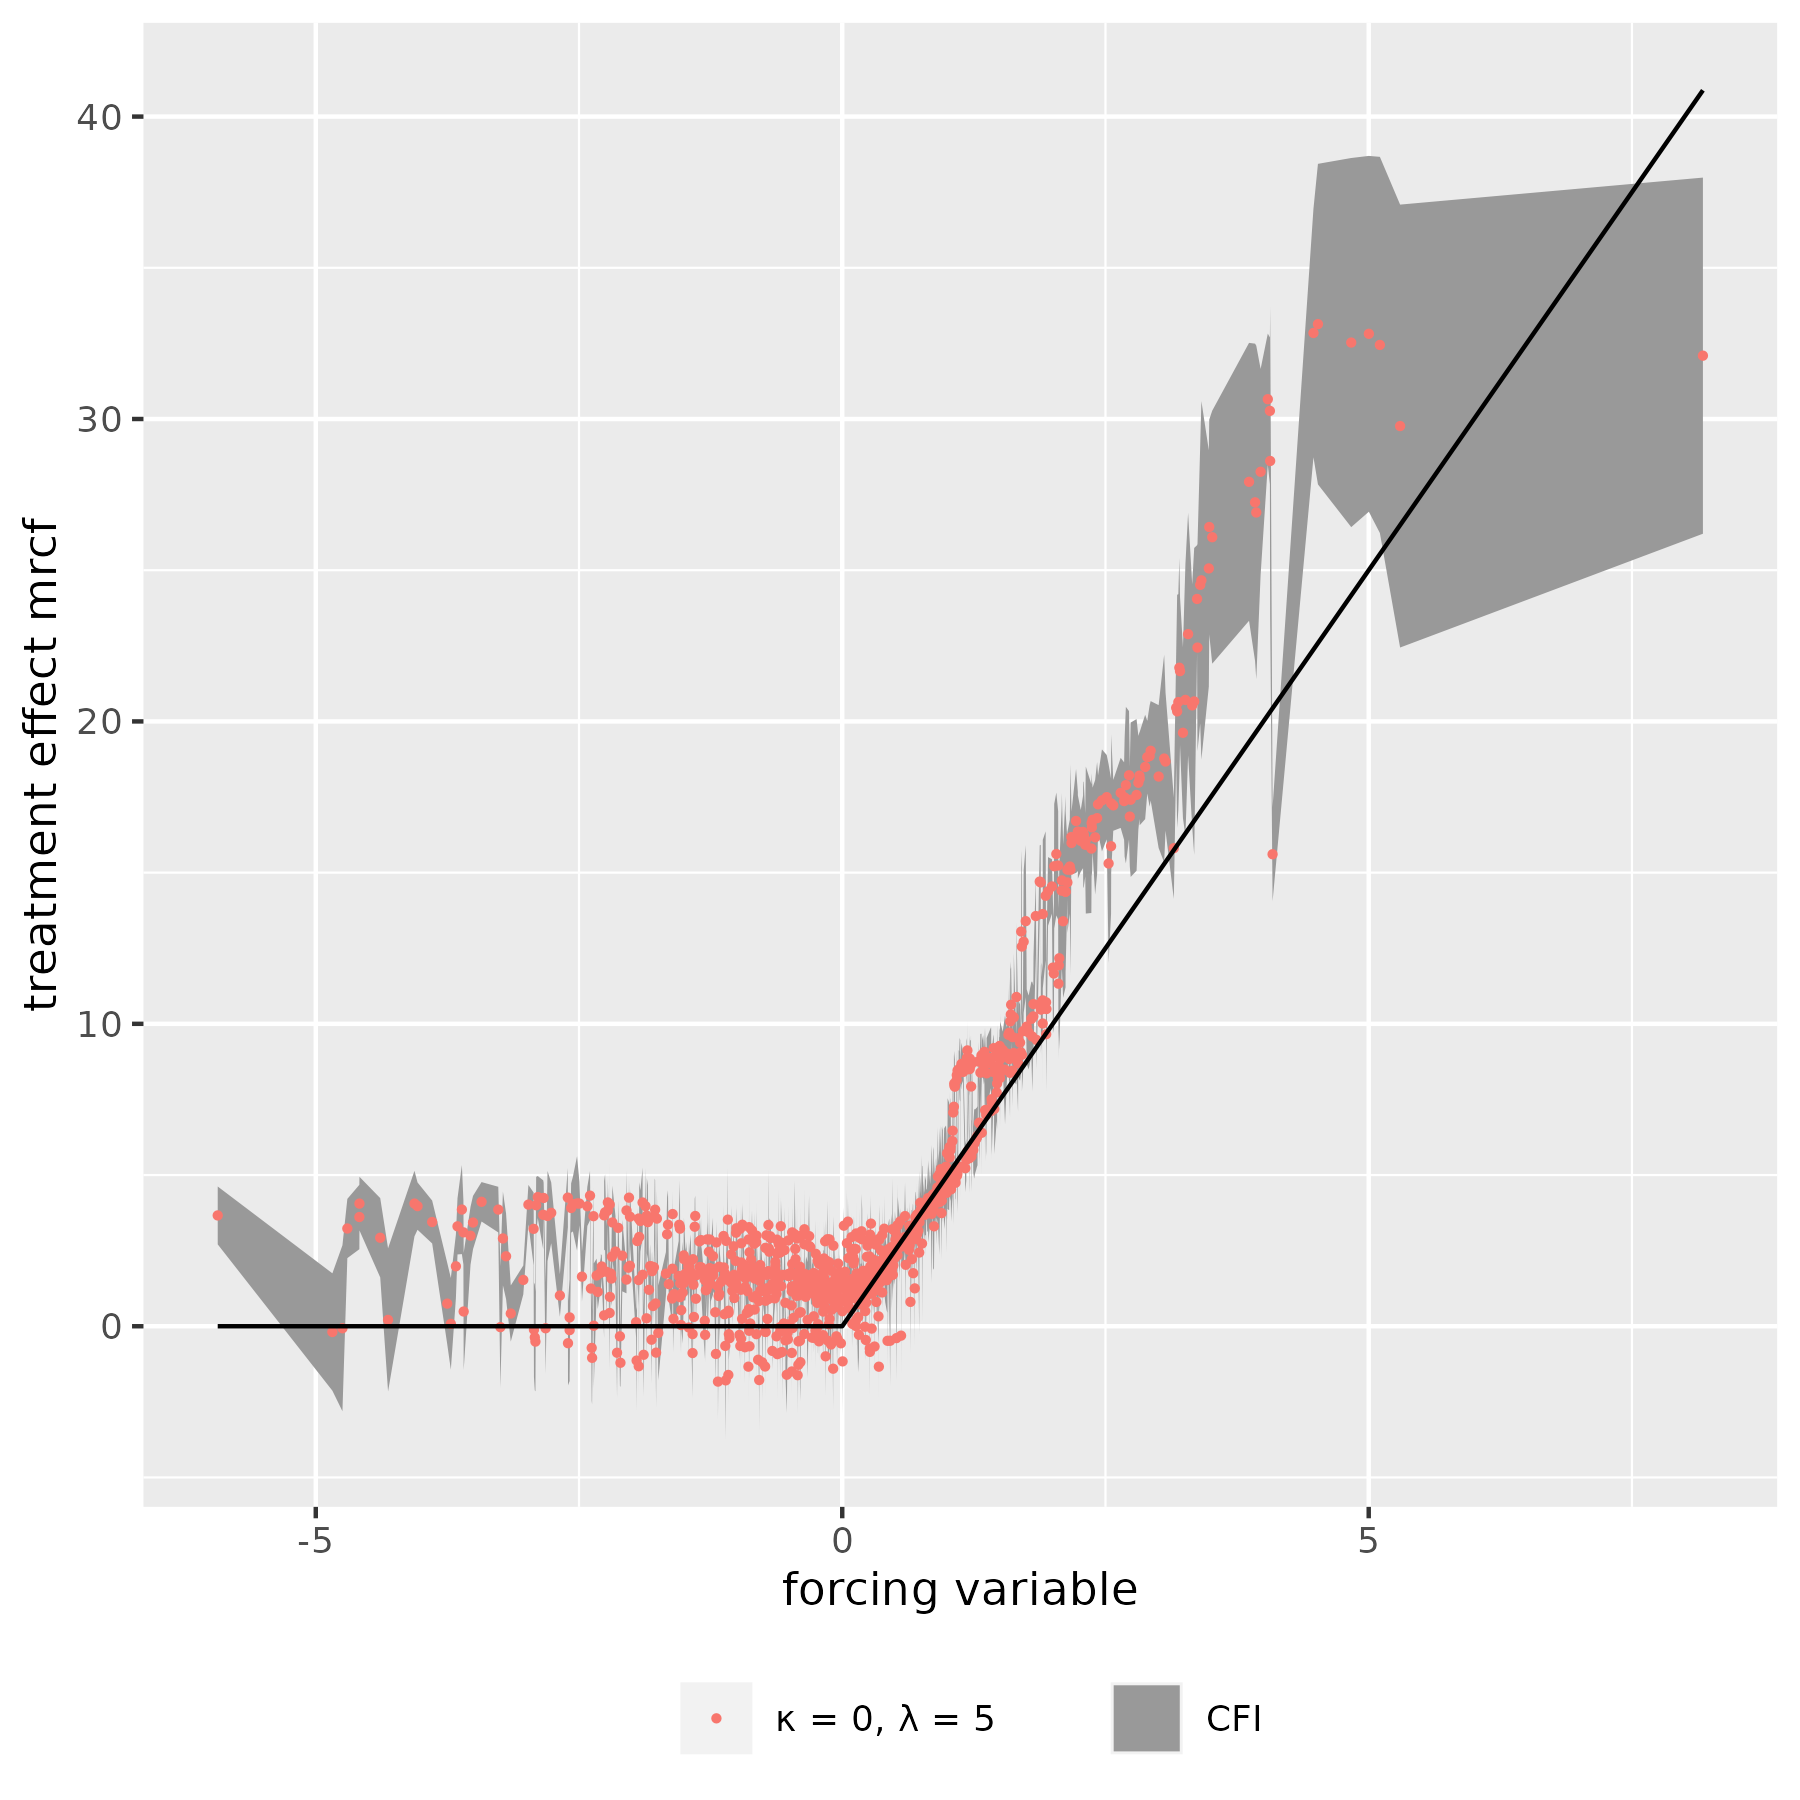 treatment effect mrcf
40
30
20
10
0
-5
0
5
forcing variable
κ = 0, λ = 5
CFI